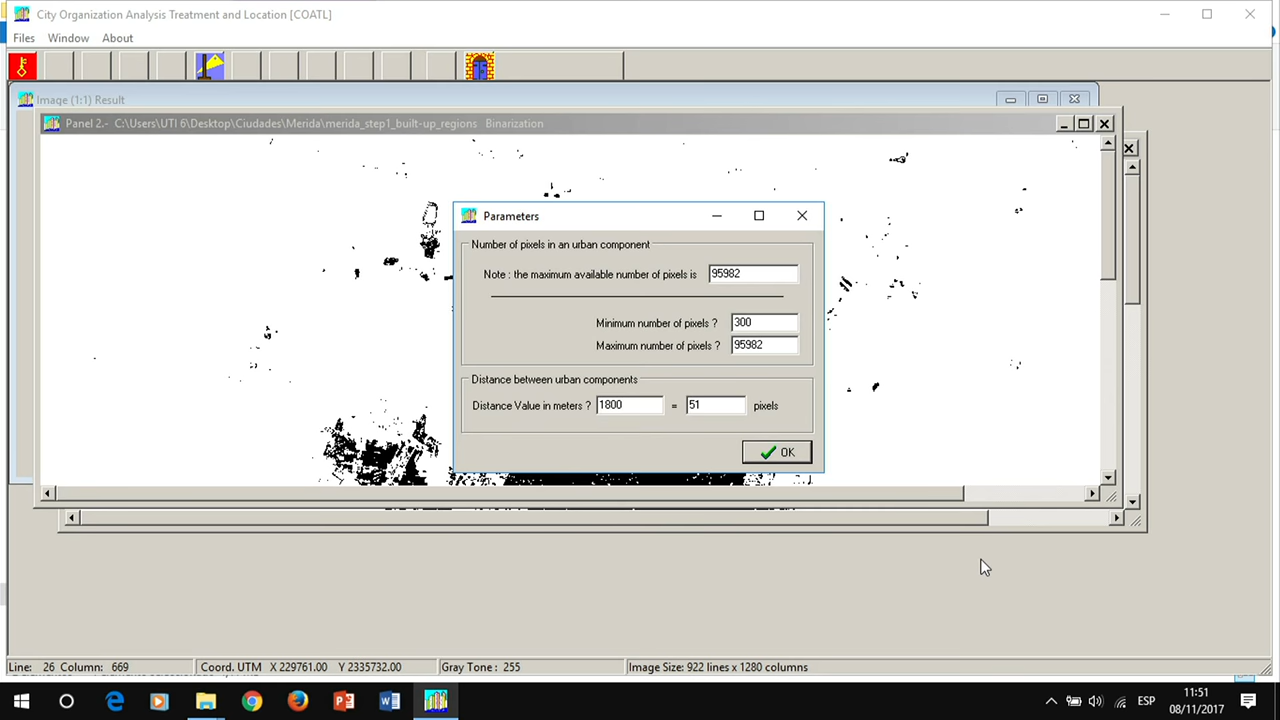 City Organization Analysis Treatment and Location [COATL]
Files Window About
Image (1:1) Result
Panel 2.- C:\Users\UTI 6\Desktop\Ciudades\Merida\merida_step1_built-up_regions Binarization
Parameters
Number of pixels in an urban component
Note : the maximum available number of pixels is 95982
Minimum number of pixels ? 300
Maximum number of pixels ? 95982
Distance between urban components
Distance Value in meters ? 1800 = 51 pixels
OK
Line: 26 Column: 669 Coord. UTM X 229761.00 Y 2335732.00 Gray Tone : 255 Image Size: 922 lines x 1280 columns
ESP
11:51
08/11/2017